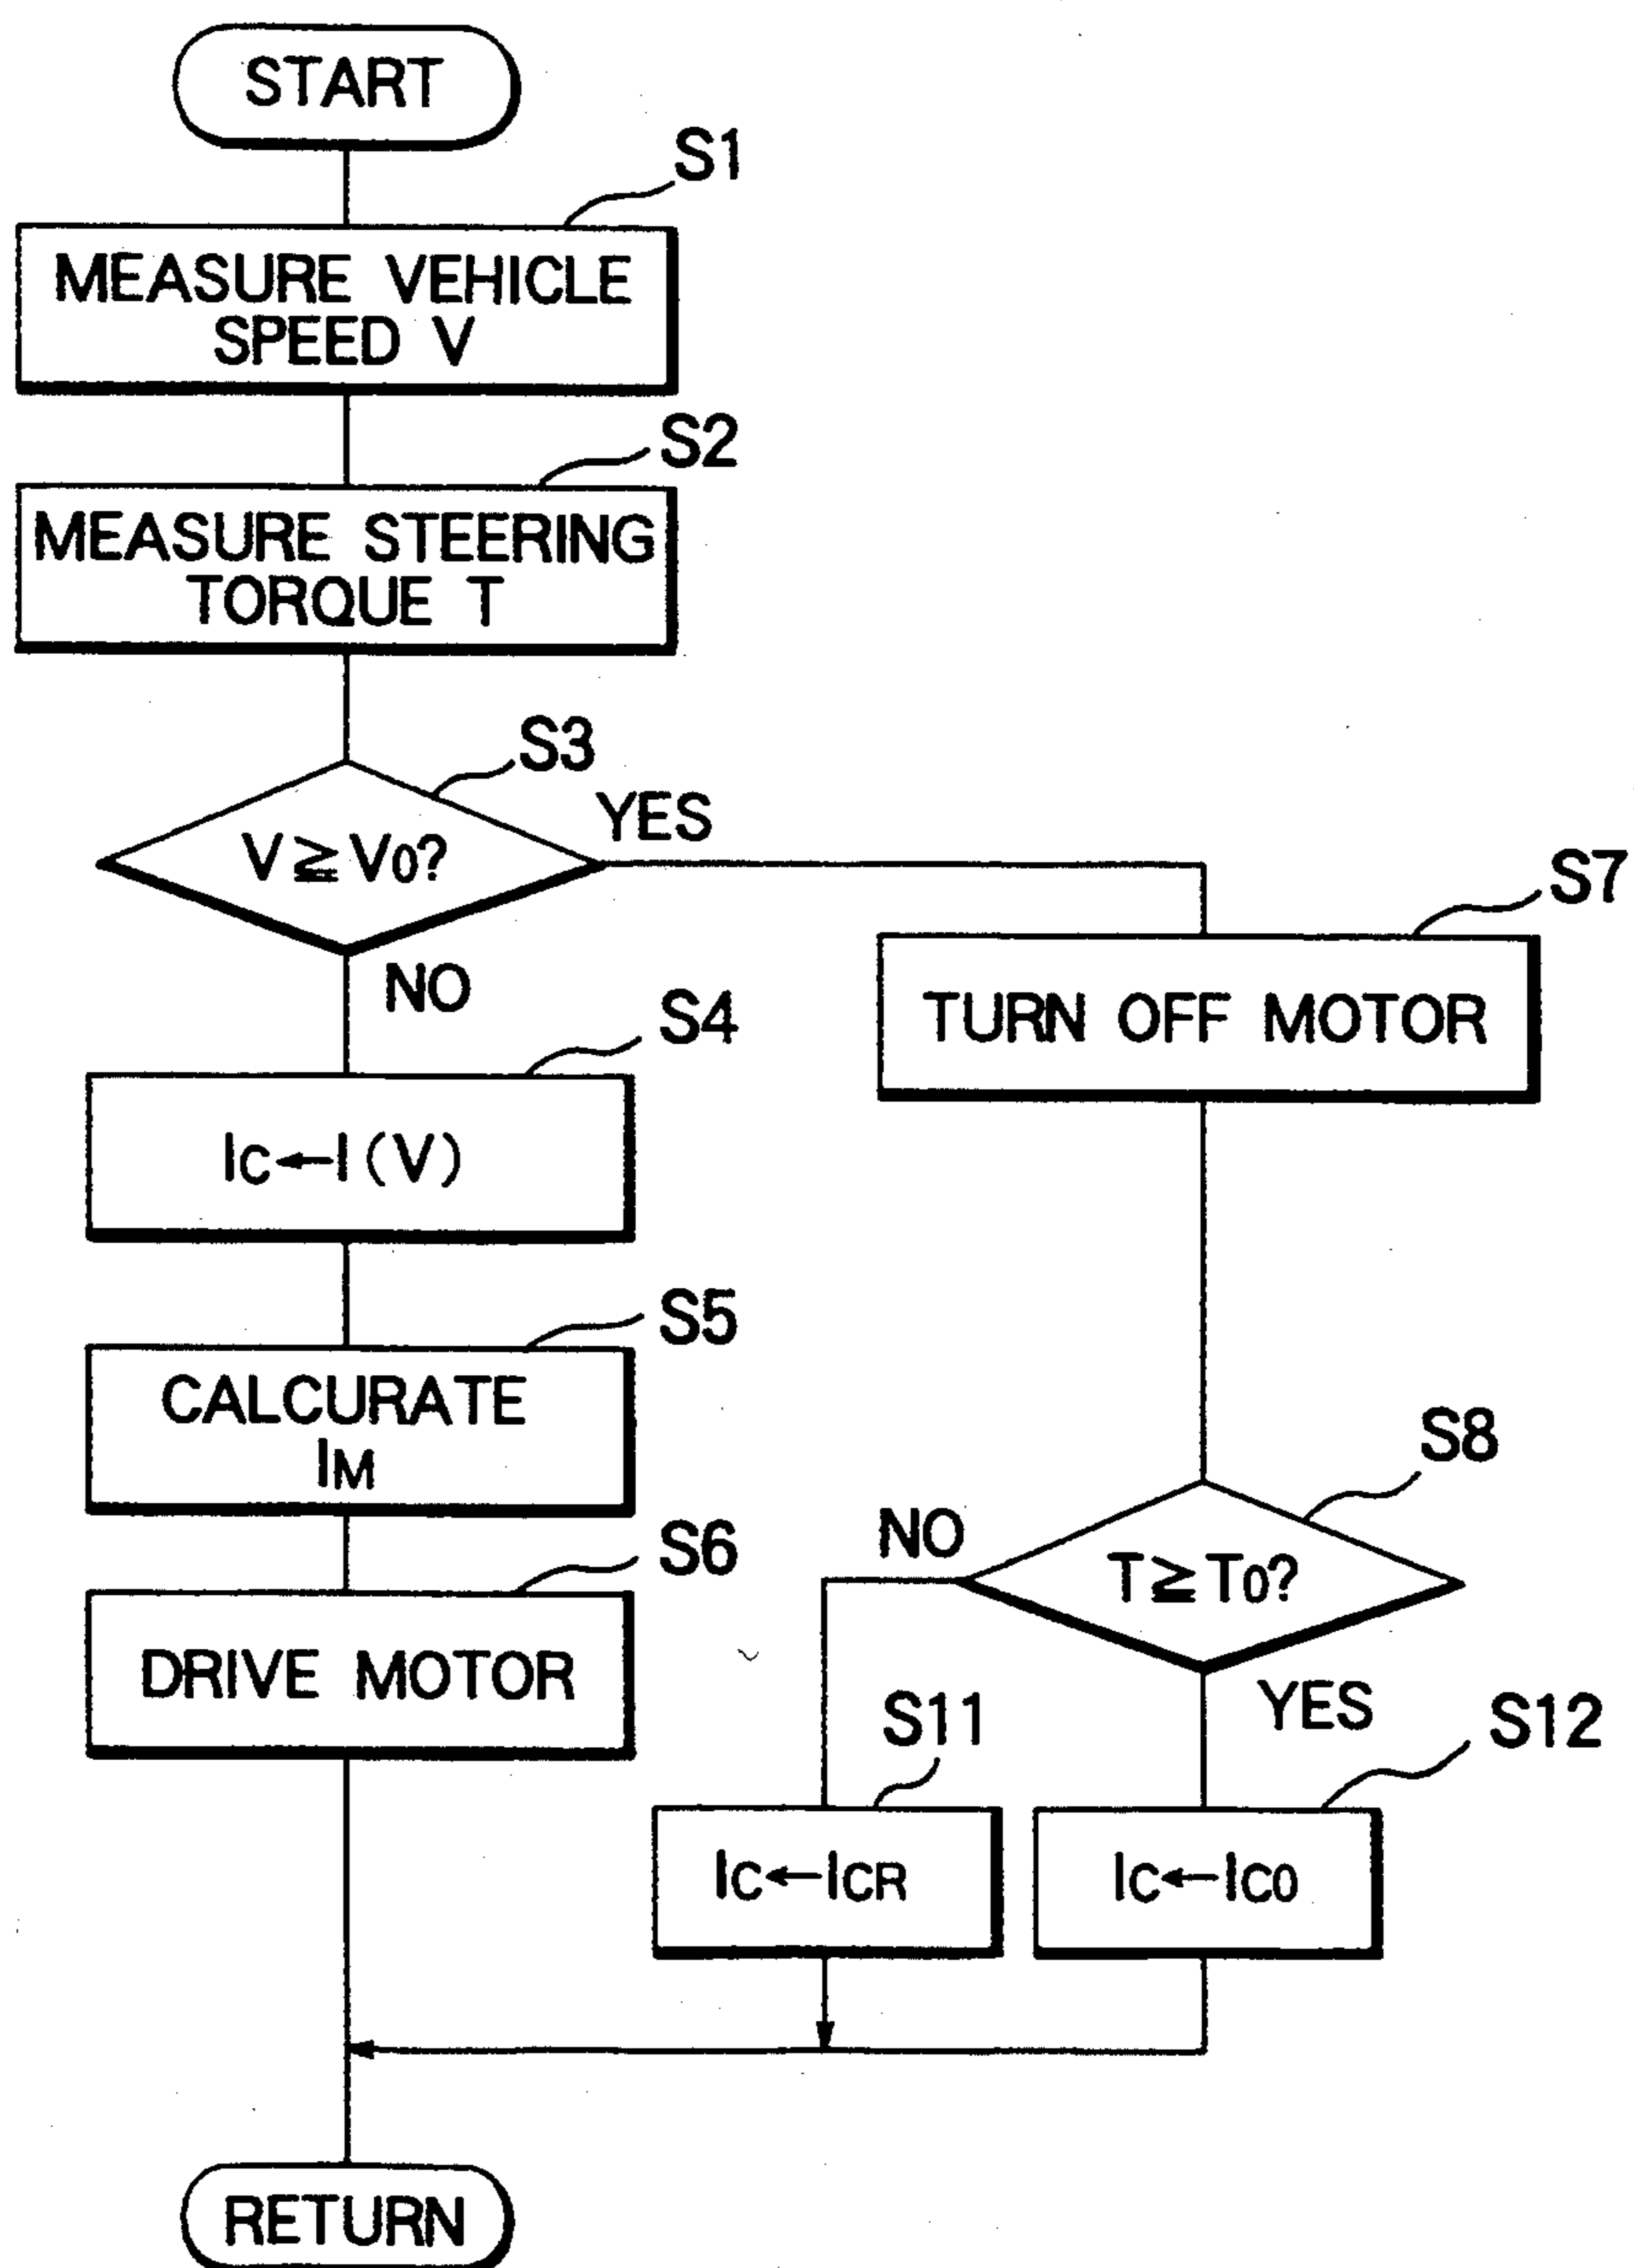 START
S1
MEASURE VEHICLE
SPEED V
S2
MEASURE STEERING
TORQUE T
S3
V≧V0?
YES
NO
S7
TURN OFF MOTOR
S4
IC←I(V)
S5
CALCURATE
IM
S6
DRIVE MOTOR
S8
T≧T0?
NO
YES
S11
IC←ICR
S12
IC←IC0
RETURN